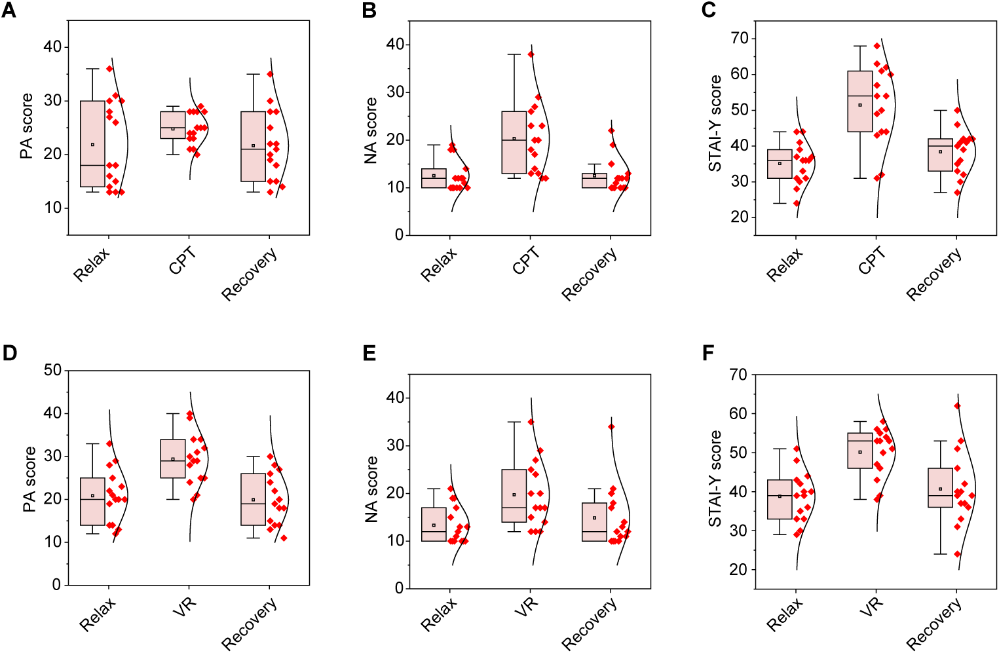 A
B
C
PA score
40
30
20
10
Relax
CPT
Recovery
NA score
40
30
20
10
0
Relax
CPT
Recovery
STAI-Y score
70
60
50
40
30
20
Relax
CPT
Recovery
D
E
F
PA score
50
40
30
20
10
0
Relax
VR
Recovery
NA score
40
30
20
10
0
Relax
VR
Recovery
STAI-Y score
70
60
50
40
30
20
Relax
VR
Recovery